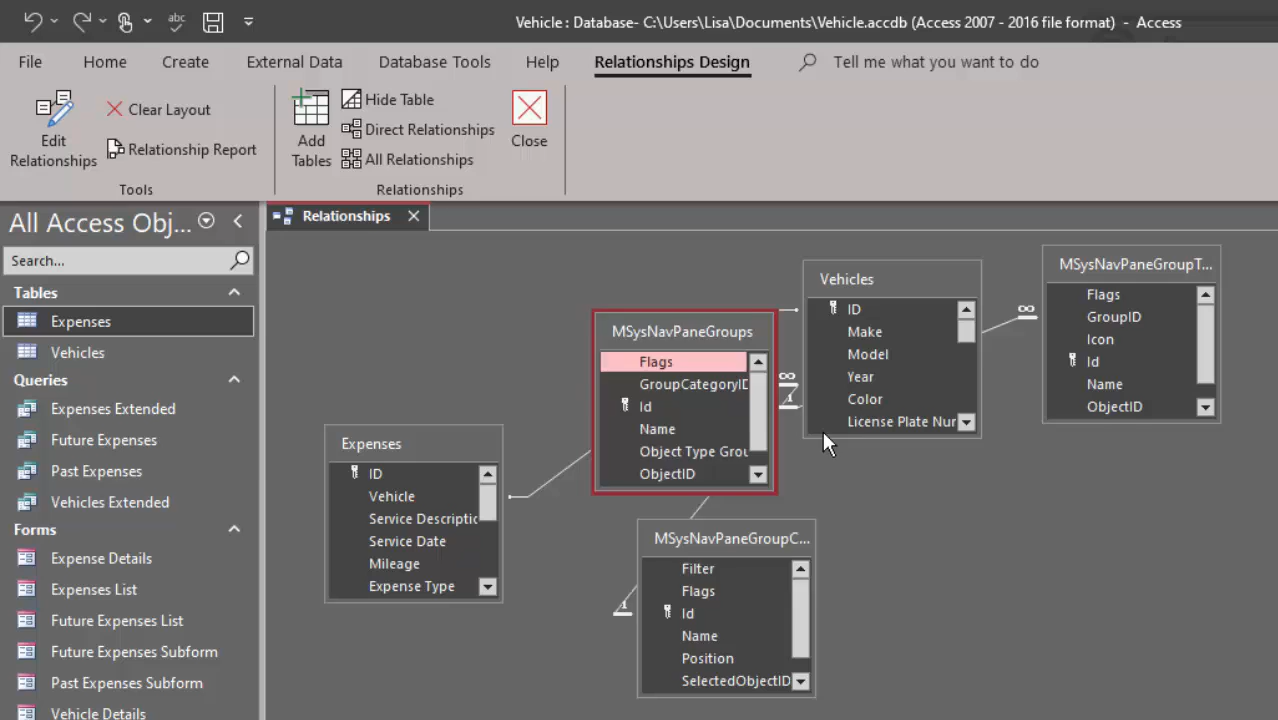 Vehicle : Database- C:\Users\Lisa\Documents\Vehicle.accdb (Access 2007 - 2016 file format) - Access
File Home Create External Data Database Tools Help Relationships Design Tell me what you want to do
Edit Relationships
Clear Layout
Relationship Report
Tools
Add Tables
Hide Table
Direct Relationships
All Relationships
Close
Relationships
All Access Obj...
Search...
Tables
Expenses
Vehicles
Queries
Expenses Extended
Future Expenses
Past Expenses
Vehicles Extended
Forms
Expense Details
Expenses List
Future Expenses List
Future Expenses Subform
Past Expenses Subform
Vehicle Details
Relationships
Expenses
ID
Vehicle
Service Descriptic
Service Date
Mileage
Expense Type
MSysNavPaneGroups
Flags
GroupCategoryID
Id
Name
Object Type Grou
ObjectID
MSysNavPaneGroupC...
Filter
Flags
Id
Name
Position
SelectedObjectID
Vehicles
ID
Make
Model
Year
Color
License Plate Nur
MSysNavPaneGroupT...
Flags
GroupID
Icon
Id
Name
ObjectID
∞
1
1
∞